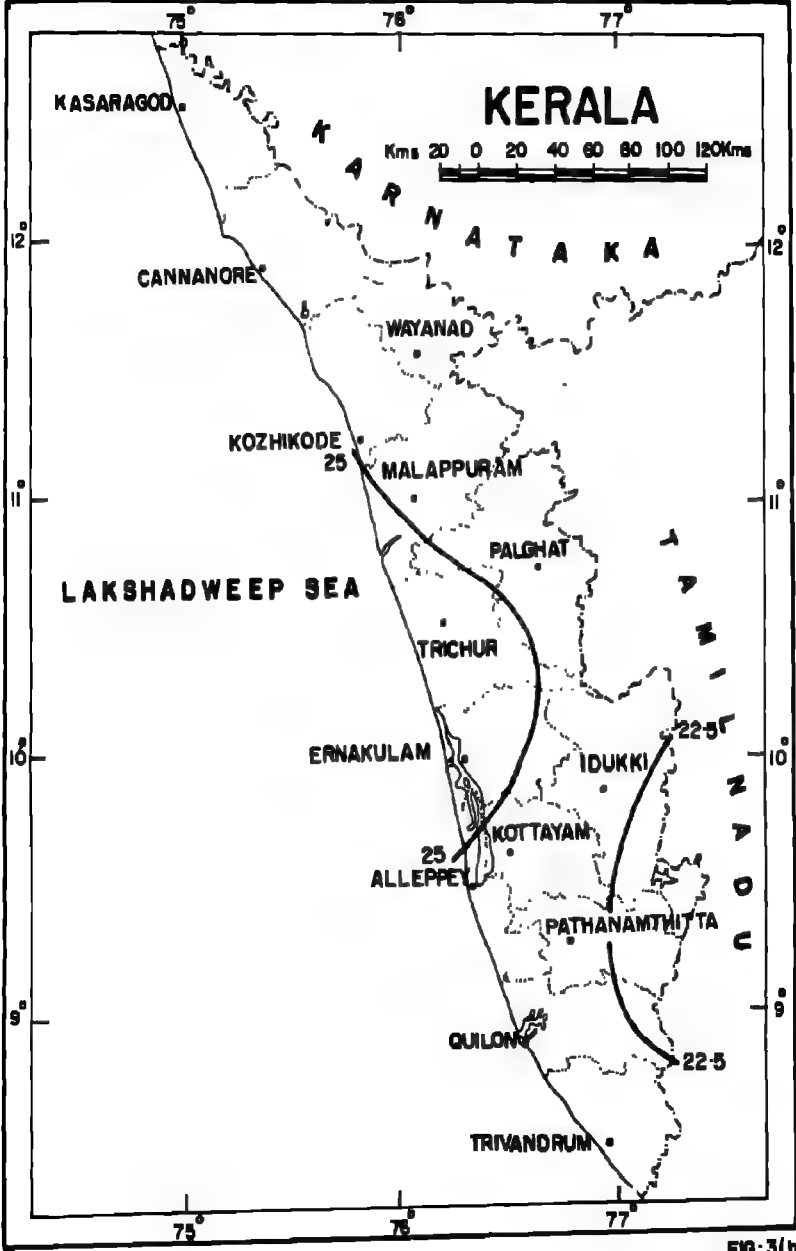 75° 76° 77°
KERALA
KASARAGOD
Kms 20 0 20 40 60 80 100 120Kms
KARNATAKA
12° 12°
CANNANORE
WAYANAD
KOZHIKODE
25
MALAPPURAM
11° 11°
PALGHAT
TAMIL NADU
LAKSHADWEEP SEA
TRICHUR
22·5
ERNAKULAM
10° 10°
IDUKKI
KOTTAYAM
25
ALLEPPEY
PATHANAMTHITTA
9° 9°
QUILON
22·5
TRIVANDRUM
75° 76° 77°
FIG·3(b